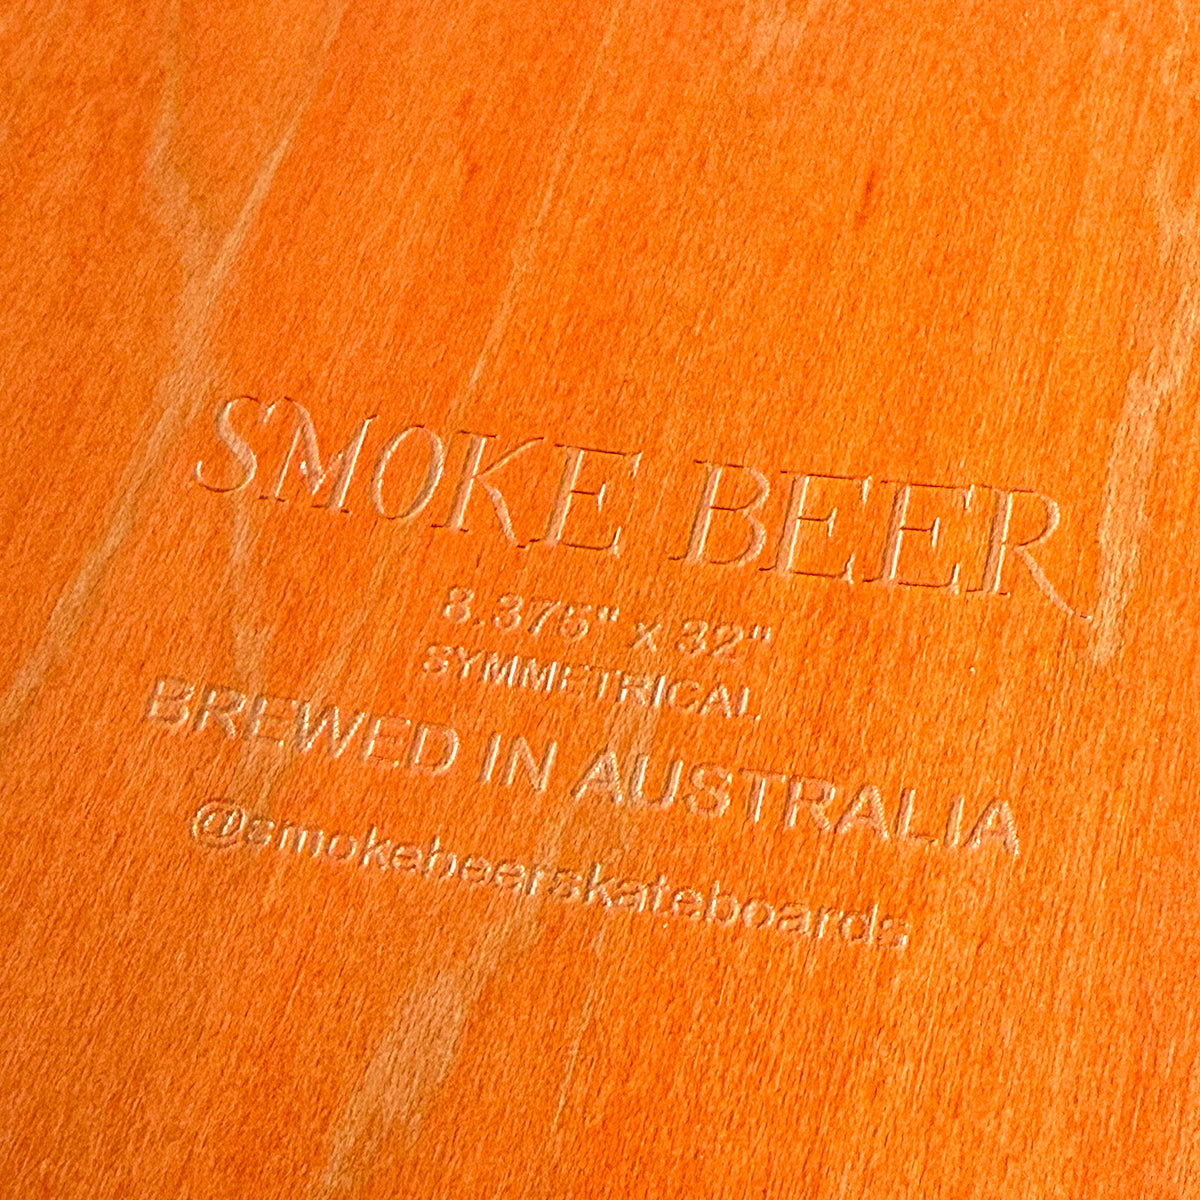 SMOKE BEER
8.375" x 32"
SYMMETRICAL
BREWED IN AUSTRALIA
@smokebeerskateboards